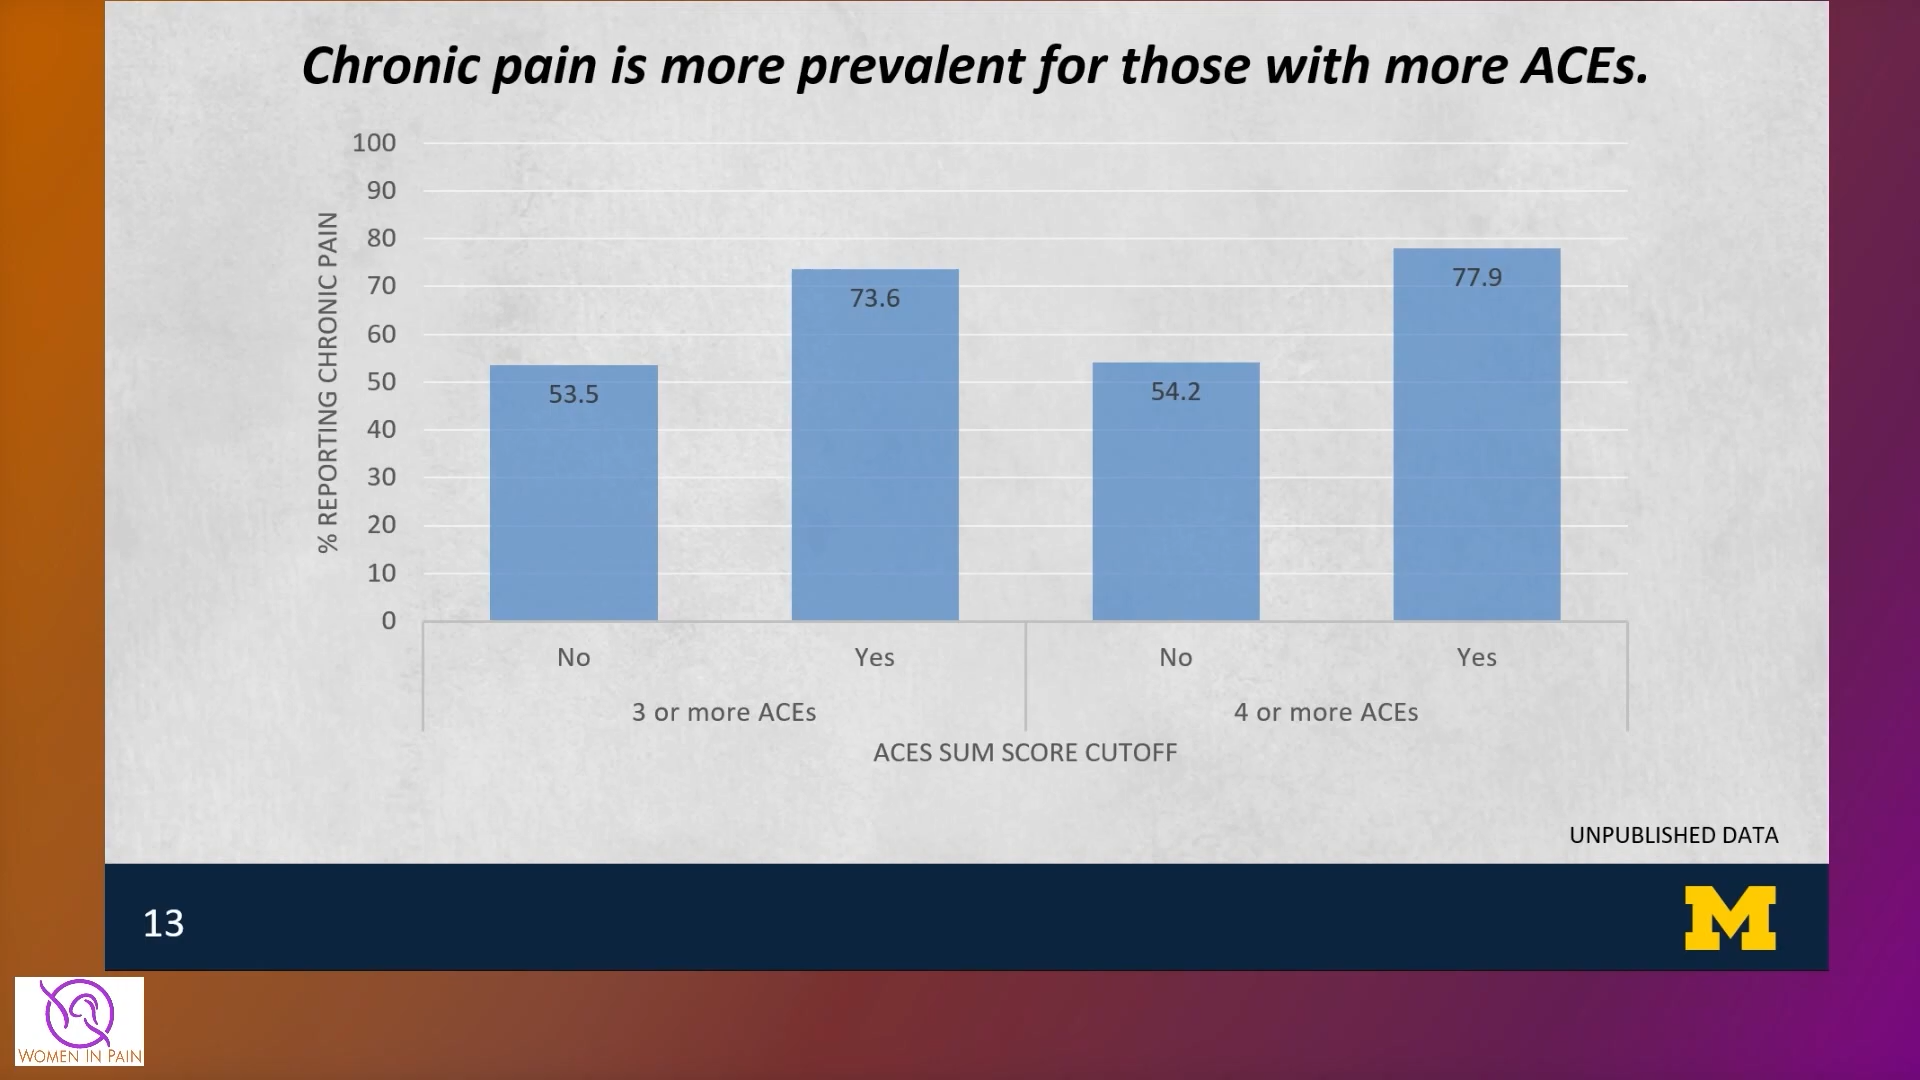 Chronic pain is more prevalent for those with more ACEs.
100
90
80
70
60
50
40
30
20
10
0
% REPORTING CHRONIC PAIN
53.5
73.6
54.2
77.9
No
Yes
No
Yes
3 or more ACEs
4 or more ACEs
ACES SUM SCORE CUTOFF
UNPUBLISHED DATA
13
M
WOMEN IN PAIN